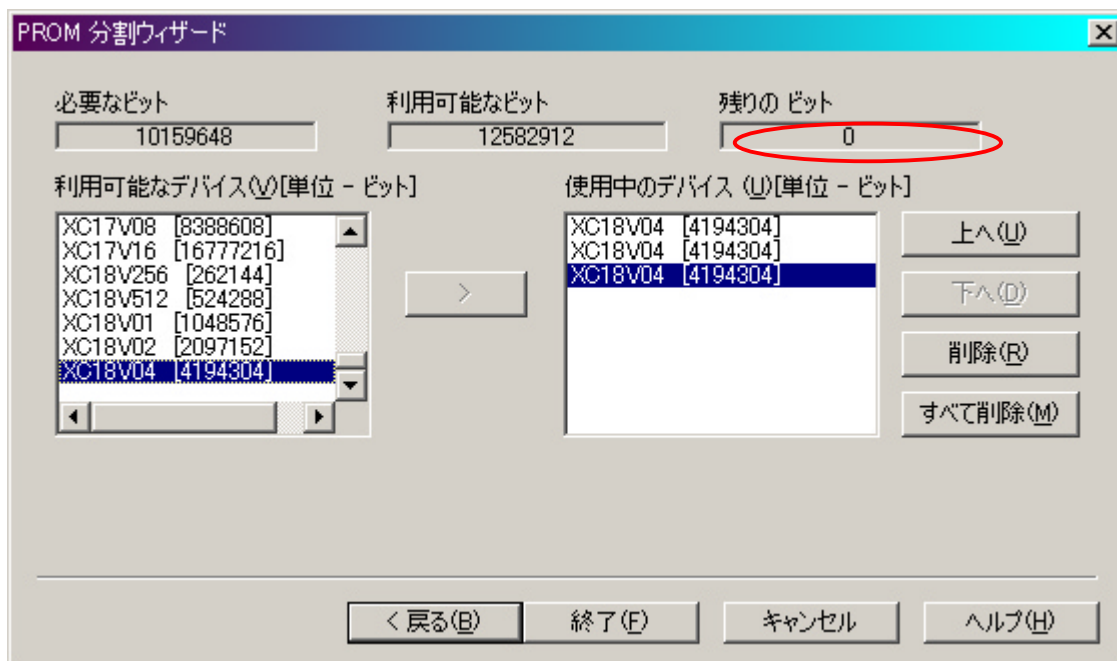 PROM 分割ウィザード
必要なビット 利用可能なビット 残りの ビット
10159648 12582912 0
利用可能なデバイス(V)[単位 - ビット] 使用中のデバイス (U)[単位 - ビット]
XC17V08 [8388608]
XC17V16 [16777216]
XC18V256 [262144]
XC18V512 [524288]
XC18V01 [1048576]
XC18V02 [2097152]
XC18V04 [4194304]
>
XC18V04 [4194304]
XC18V04 [4194304]
XC18V04 [4194304]
上へ(U)
下へ(D)
削除(R)
すべて削除(M)
< 戻る(B) 終了(F) キャンセル ヘルプ(H)